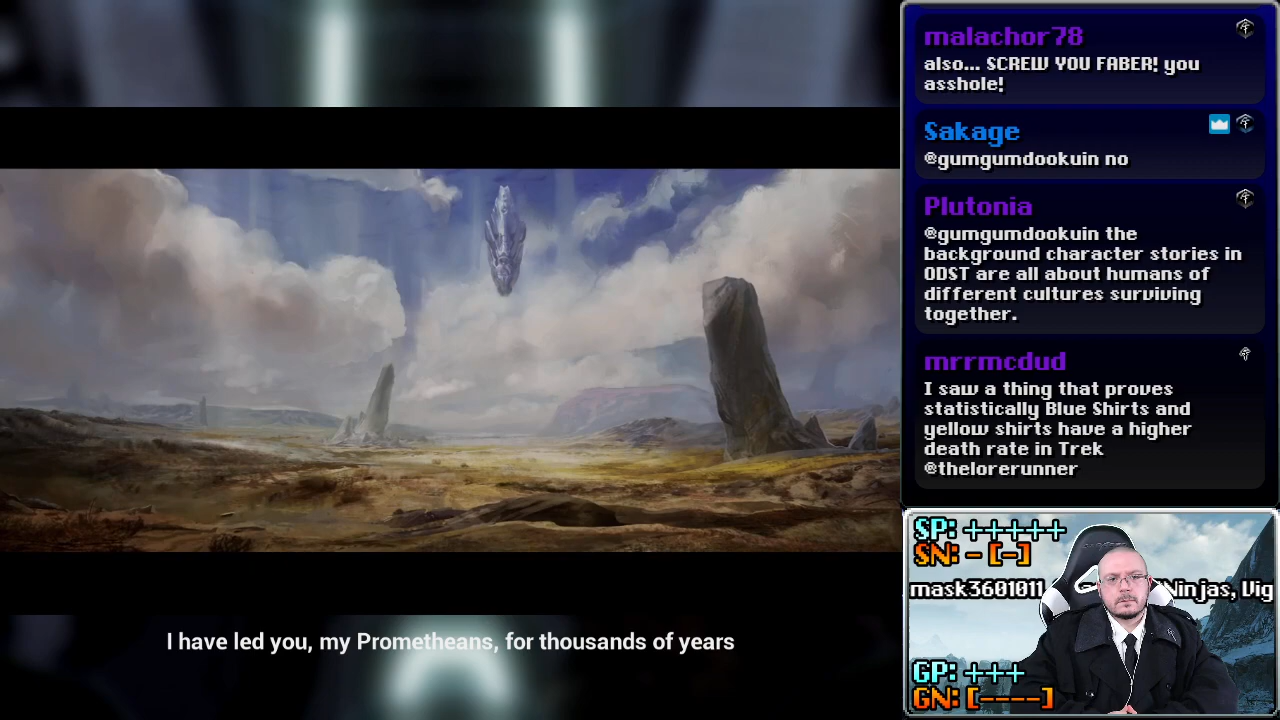 malachor78
also... SCREW YOU FABER! you
asshole!
Sakage
@gumgumdookuin no
Plutonia
@gumgumdookuin the
background character stories in
ODST are all about humans of
different cultures surviving
together.
mrrmcdud
I saw a thing that proves
statistically Blue Shirts and
yellow shirts have a higher
death rate in Trek
@thelorerunner
I have led you, my Prometheans, for thousands of years
SP: +++++
SN: - [-]
mask3601011 Ninjas, Vig
GP: +++
GN: [----]